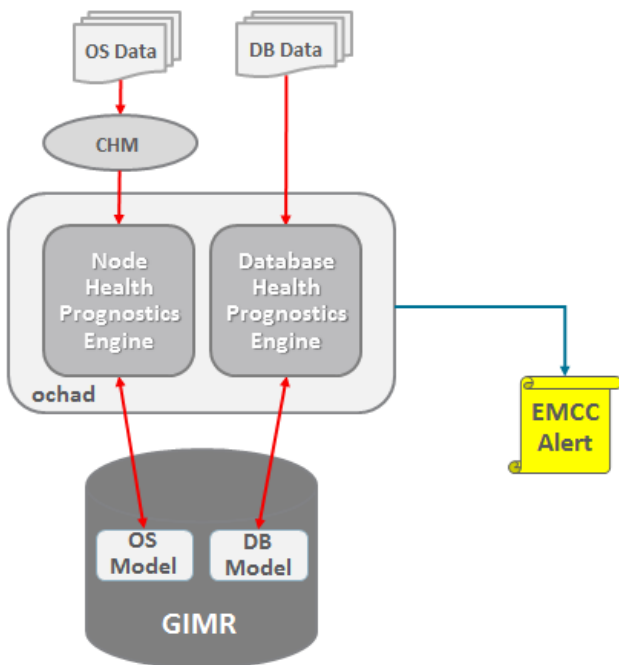 OS Data
DB Data
CHM
Node
Health
Prognostics
Engine
Database
Health
Prognostics
Engine
ochad
EMCC
Alert
OS
Model
DB
Model
GIMR